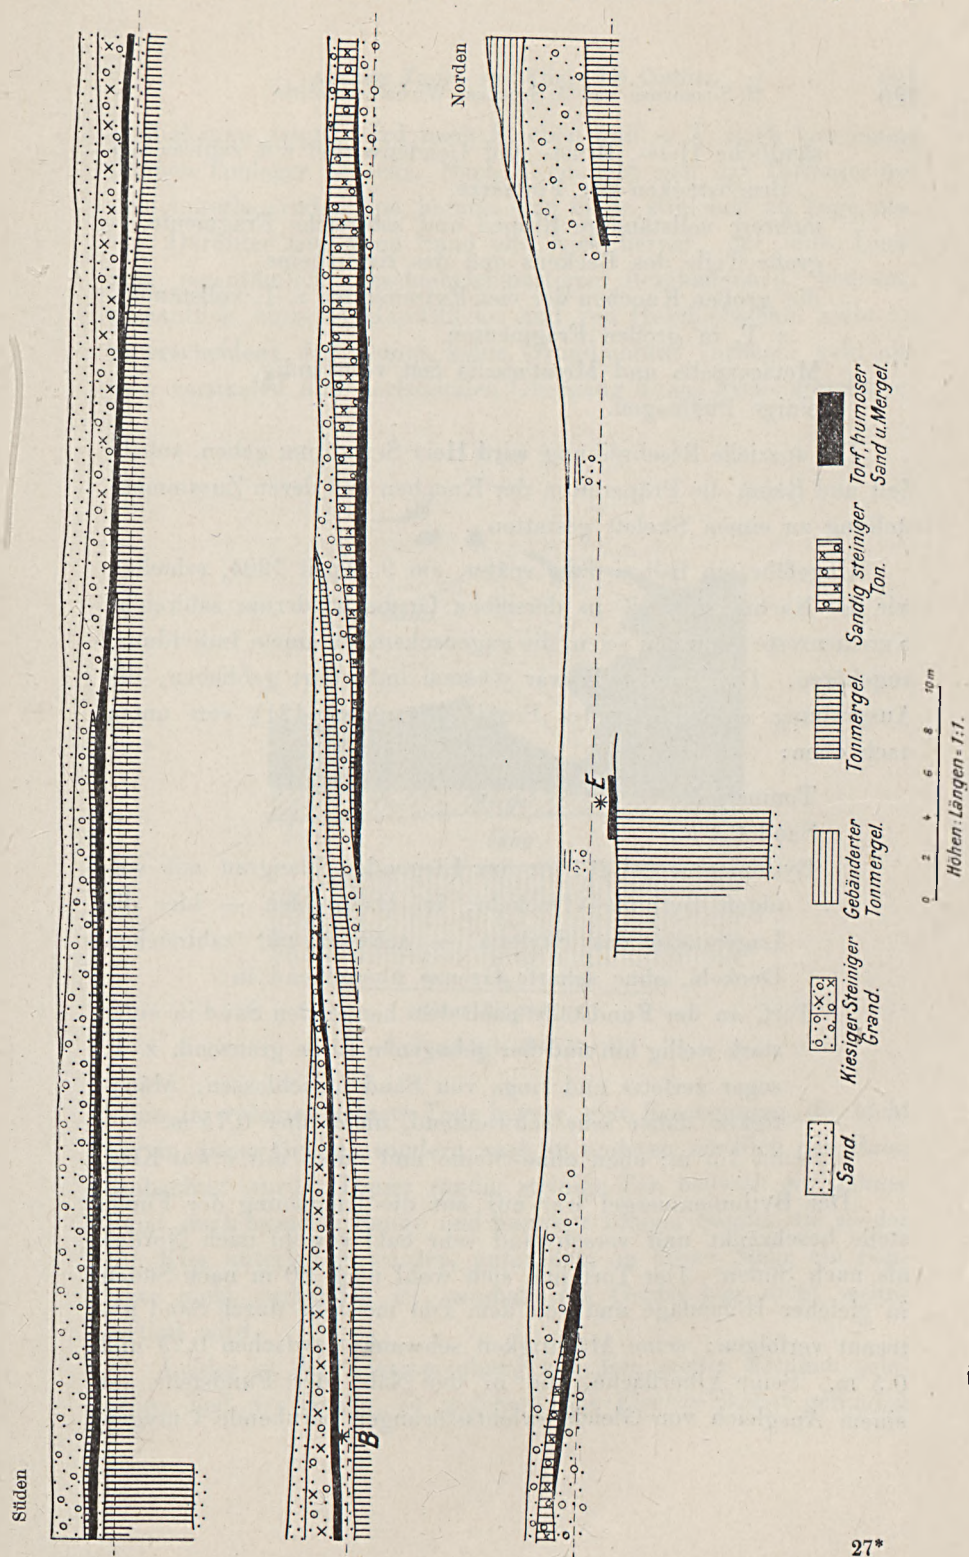 Süden
Norden
B
E
Sand.
Kiesiger-Steiniger
Grand.
Gebänderter
Tonmergel.
Tonmergel.
Sandig steiniger
Ton.
Torf, humoser
Sand u. Mergel.
0 2 4 6 8 10 m
Höhen: Längen = 1:1.
27*